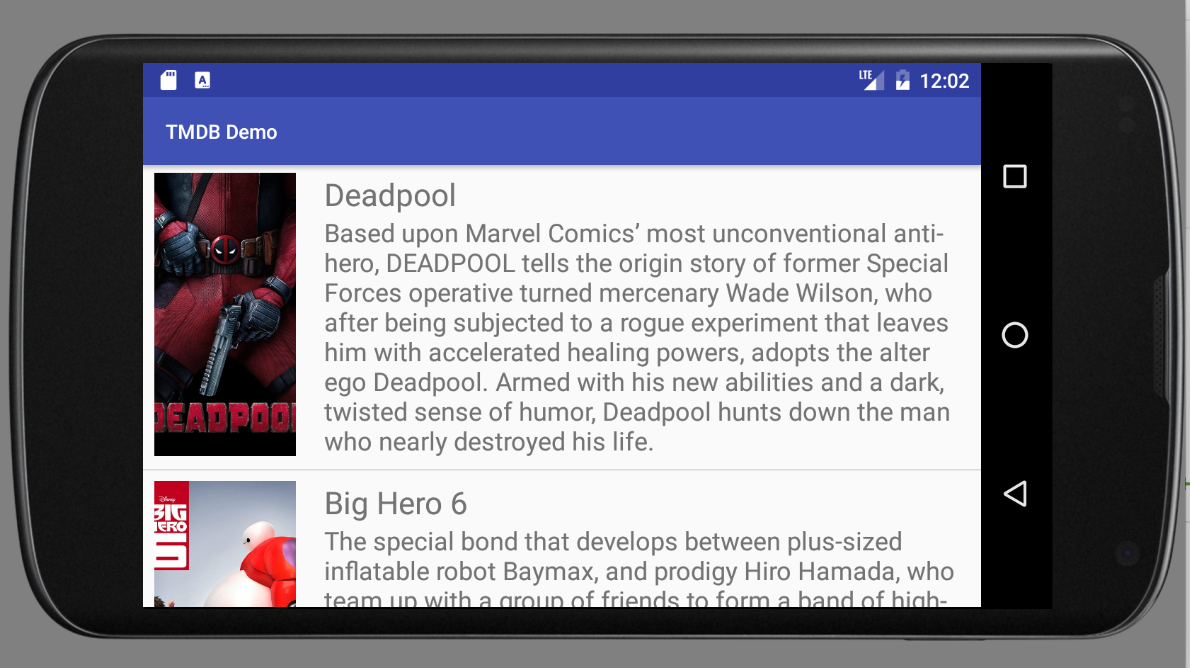 LTE 12:02
TMDB Demo
Deadpool
Based upon Marvel Comics’ most unconventional anti-
hero, DEADPOOL tells the origin story of former Special
Forces operative turned mercenary Wade Wilson, who
after being subjected to a rogue experiment that leaves
him with accelerated healing powers, adopts the alter
ego Deadpool. Armed with his new abilities and a dark,
twisted sense of humor, Deadpool hunts down the man
who nearly destroyed his life.
DEADPOOL
Big Hero 6
The special bond that develops between plus-sized
inflatable robot Baymax, and prodigy Hiro Hamada, who
team up with a group of friends to form a band of high-
Disney
BIG
HERO
6
A